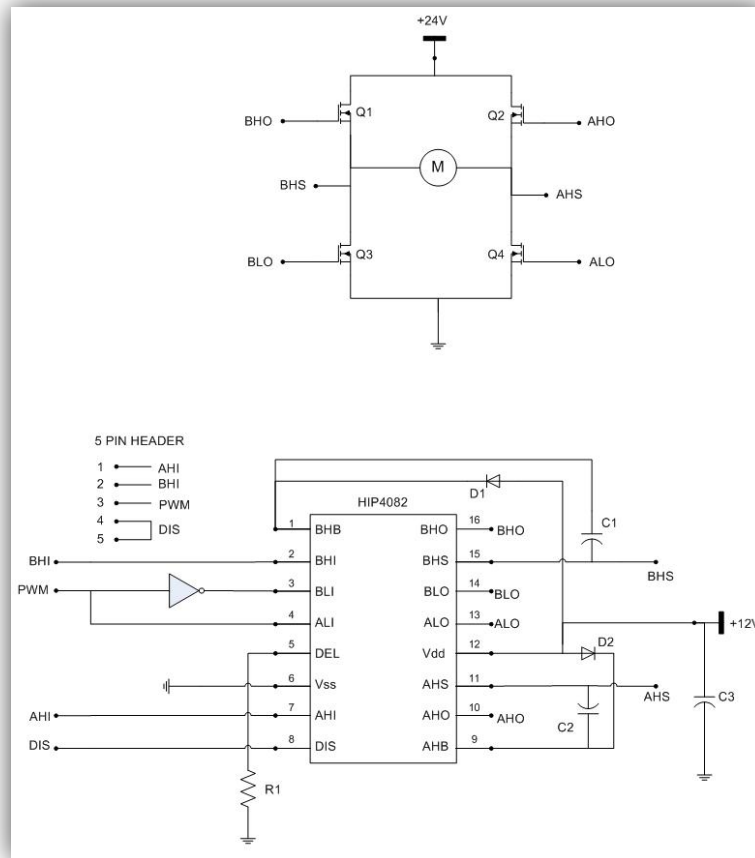 +24V
Q1
Q2
BHO
AHO
M
BHS
AHS
Q3
Q4
BLO
ALO
5 PIN HEADER
1 AHI
2 BHI
3 PWM
4
DIS
5
HIP4082
D1
C1
1 BHB
BHO 16 BHO
BHI 2 BHI
BHS 15
BHS
PWM 3 BLI
BLO 14 BLO
4 ALI
ALO 13 ALO
5 DEL
Vdd 12
D2
+12V
6 Vss
AHS 11
AHS
C3
AHI 7 AHI
AHO 10 AHO
C2
DIS 8 DIS
AHB 9
R1